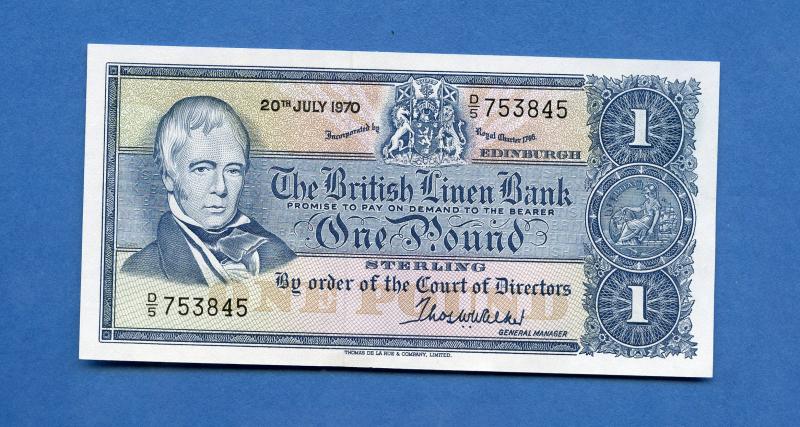 20TH JULY 1970
D/5 753845
Incorporated by Royal Charter 1746.
EDINBURGH
1
The British Linen Bank
PROMISE TO PAY ON DEMAND TO THE BEARER
One Pound
STERLING
By order of the Court of Directors
ONE POUND
D/5 753845
Thos W Walker
GENERAL MANAGER
1
THOMAS DE LA RUE & COMPANY, LIMITED.